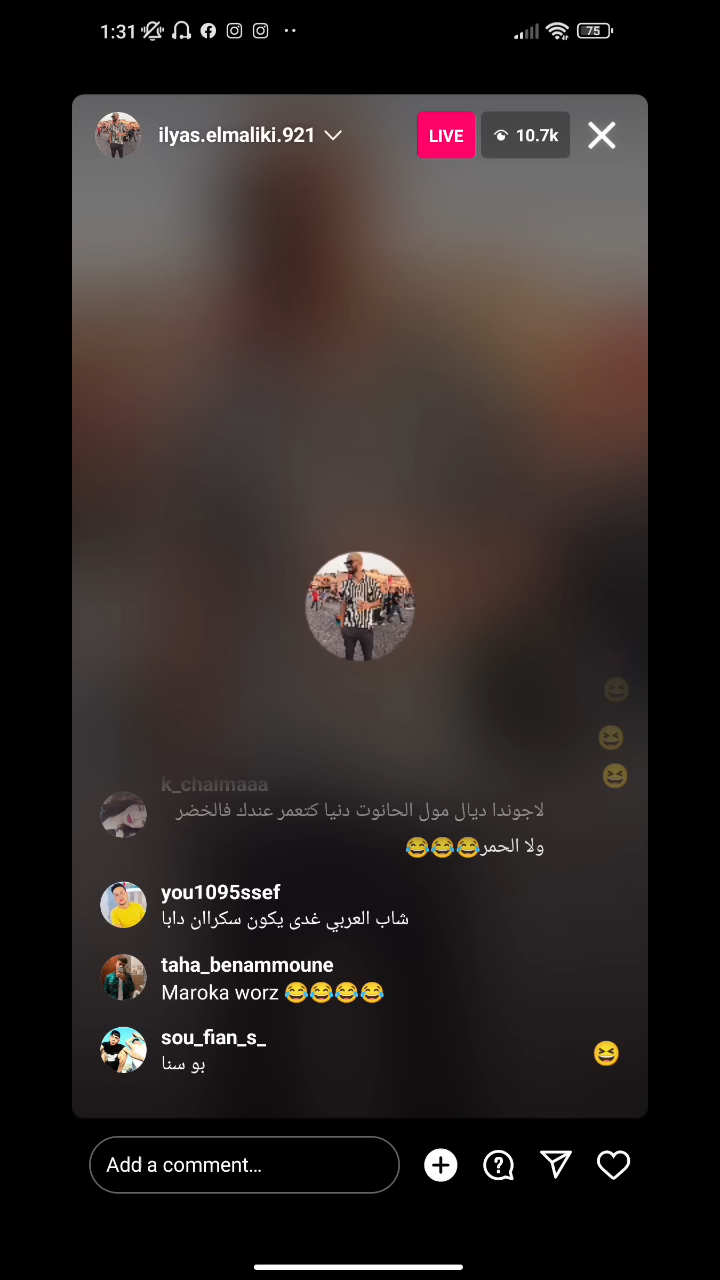 1:31
75
ilyas.elmaliki.921
LIVE
10.7k
k_chaimaaa
لاجوندا ديال مول الحانوت دنيا كتعمر عندك فالخضر
ولا الحمر😂😂😂
you1095ssef
شاب العربي غدى يكون سكراان دابا
taha_benammoune
Maroka worz 😂😂😂😂
sou_fian_s_
بو سنا
Add a comment...